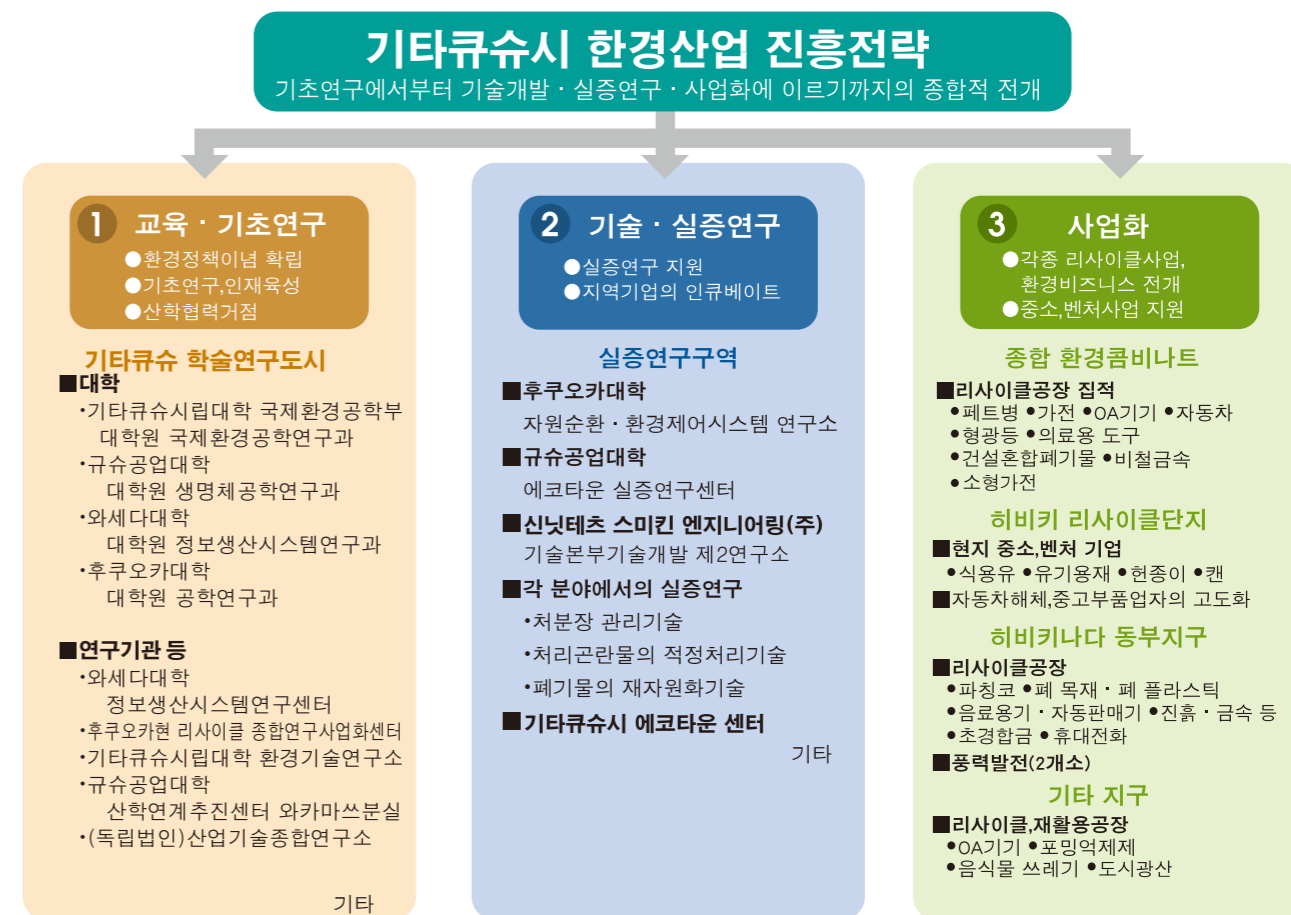 기타큐슈시 한경산업 진흥전략
기초연구에서부터 기술개발・실증연구・사업화에 이르기까지의 종합적 전개
1 교육・기초연구
●환경정책이념 확립
●기초연구,인재육성
●산학협력거점
기타큐슈 학술연구도시
■대학
・기타큐슈시립대학 국제환경공학부
대학원 국제환경공학연구과
・규슈공업대학
대학원 생명체공학연구과
・와세다대학
대학원 정보생산시스템연구과
・후쿠오카대학
대학원 공학연구과
■연구기관 등
・와세다대학
정보생산시스템연구센터
・후쿠오카현 리사이클 종합연구사업화센터
・기타큐슈시립대학 환경기술연구소
・규슈공업대학
산학연계추진센터 와카마쓰분실
・(독립법인)산업기술종합연구소
기타
2 기술・실증연구
●실증연구 지원
●지역기업의 인큐베이트
실증연구구역
■후쿠오카대학
자원순환・환경제어시스템 연구소
■규슈공업대학
에코타운 실증연구센터
■신닛테츠 스미킨 엔지니어링(주)
기술본부기술개발 제2연구소
■각 분야에서의 실증연구
・처분장 관리기술
・처리곤란물의 적정처리기술
・폐기물의 재자원화기술
■기타큐슈시 에코타운 센터
기타
3 사업화
●각종 리사이클사업,
환경비즈니스 전개
●중소,벤처사업 지원
종합 환경콤비나트
■리사이클공장 집적
●페트병 ●가전 ●OA기기 ●자동차
●형광등 ●의료용 도구
●건설혼합폐기물 ●비철금속
●소형가전
히비키 리사이클단지
■현지 중소,벤처 기업
●식용유 ●유기용재 ●헌종이 ●캔
■자동차해체,중고부품업자의 고도화
히비키나다 동부지구
■리사이클공장
●파칭코 ●폐 목재・폐 플라스틱
●음료용기・자동판매기 ●진흙・금속 등
●초경합금 ●휴대전화
■풍력발전(2개소)
기타 지구
■리사이클,재활용공장
●OA기기 ●포밍억제제
●음식물 쓰레기 ●도시광산